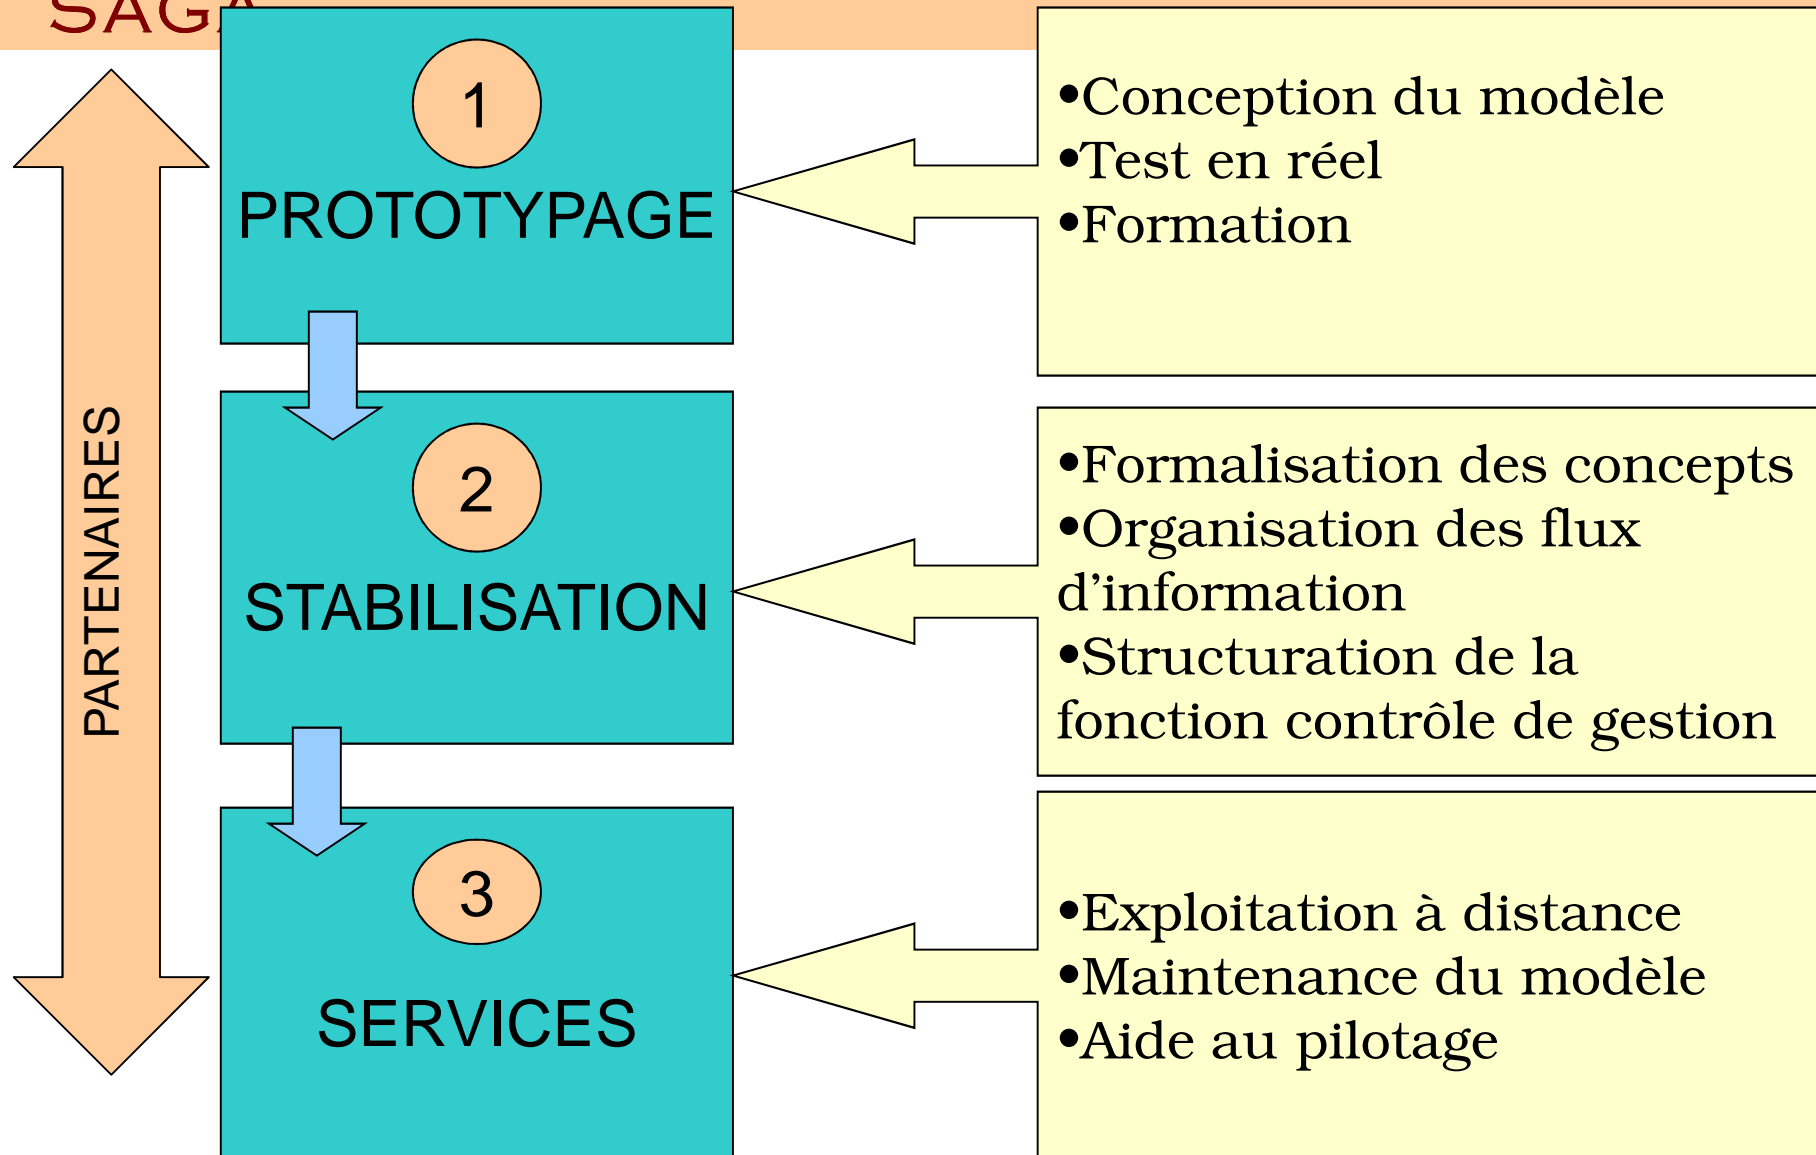 SAGA
PARTENAIRES
1
PROTOTYPAGE
•Conception du modèle
•Test en réel
•Formation
2
STABILISATION
•Formalisation des concepts
•Organisation des flux
d’information
•Structuration de la
fonction contrôle de gestion
3
SERVICES
•Exploitation à distance
•Maintenance du modèle
•Aide au pilotage